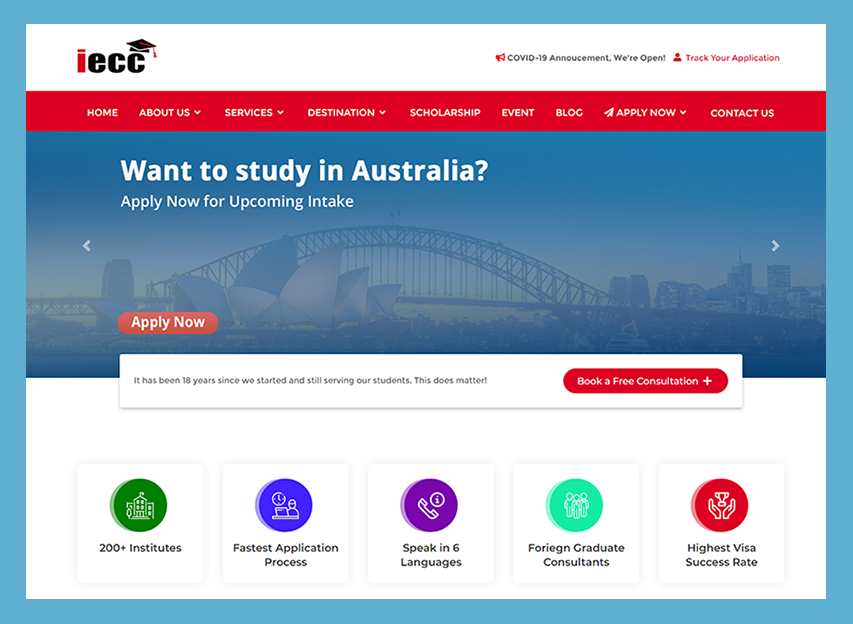 iecc
COVID-19 Annoucement, We're Open! Track Your Application
HOME ABOUT US SERVICES DESTINATION SCHOLARSHIP EVENT BLOG APPLY NOW CONTACT US
Want to study in Australia?
Apply Now for Upcoming Intake
Apply Now
It has been 18 years since we started and still serving our students. This does matter!
Book a Free Consultation +
200+ Institutes
Fastest Application
Process
Speak in 6
Languages
Foriegn Graduate
Consultants
Highest Visa
Success Rate